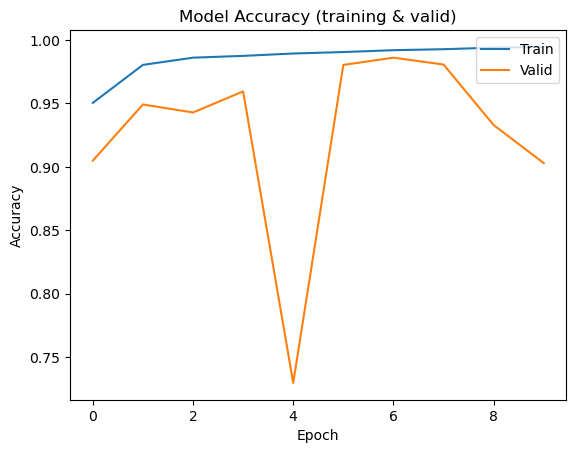 Model Accuracy (training & valid)
1.00
0.95
0.90
0.85
0.80
0.75
Accuracy
Train
Valid
0 2 4 6 8
Epoch